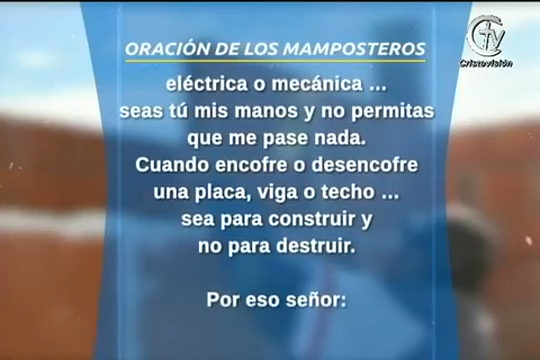 ORACIÓN DE LOS MAMPOSTEROS
eléctrica o mecánica ...
seas tú mis manos y no permitas
que me pase nada.
Cuando encofre o desencofre
una placa, viga o techo ...
sea para construir y
no para destruir.
Por eso señor:
CTV
Cristovisión